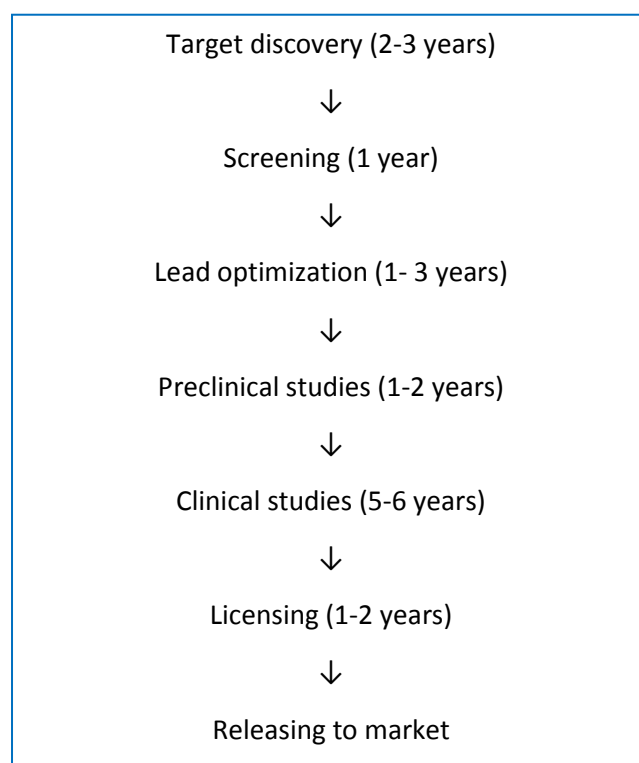 Target discovery (2-3 years)
↓
Screening (1 year)
↓
Lead optimization (1- 3 years)
↓
Preclinical studies (1-2 years)
↓
Clinical studies (5-6 years)
↓
Licensing (1-2 years)
↓
Releasing to market